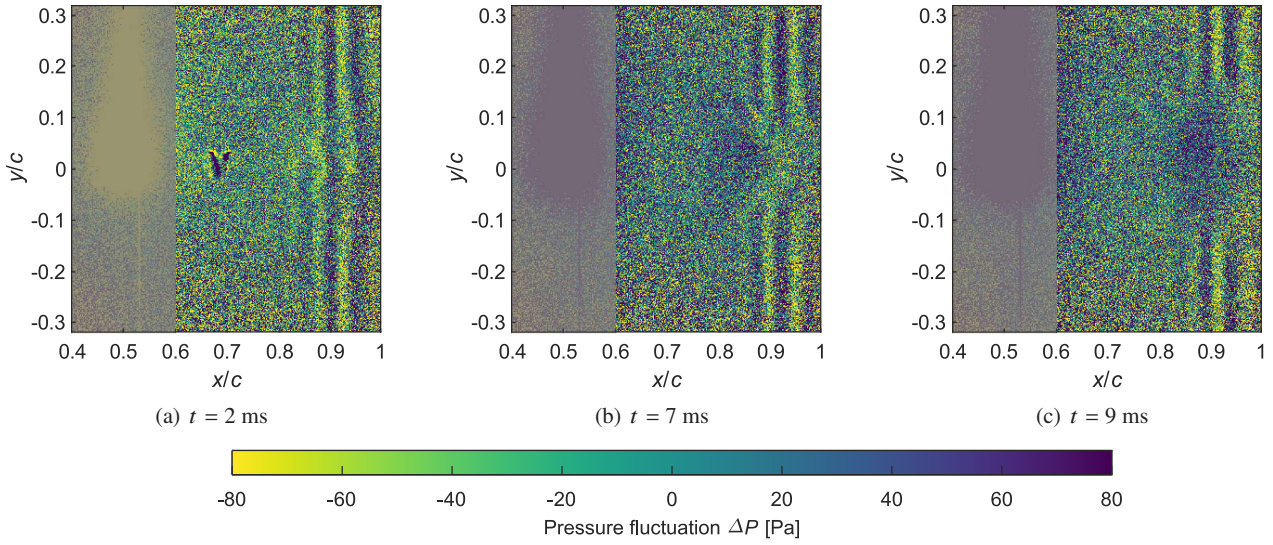 0.3 0.3 0.3
0.2 0.2 0.2
0.1 0.1 0.1
y/c 0 y/c 0 y/c 0
-0.1 -0.1 -0.1
-0.2 -0.2 -0.2
-0.3 -0.3 -0.3
0.4 0.5 0.6 0.7 0.8 0.9 1 0.4 0.5 0.6 0.7 0.8 0.9 1 0.4 0.5 0.6 0.7 0.8 0.9 1
x/c x/c x/c
(a) t = 2 ms (b) t = 7 ms (c) t = 9 ms
-80 -60 -40 -20 0 20 40 60 80
Pressure fluctuation ΔP [Pa]